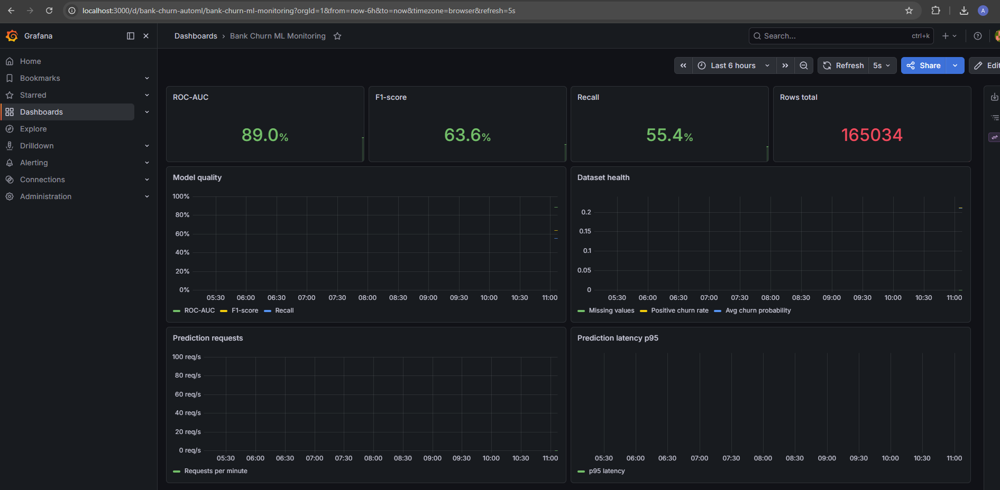 localhost:3000/d/bank-churn-automl/bank-churn-ml-monitoring?orgId=1&from=now-6h&to=now&timezone=browser&refresh=5s
A
Grafana
Dashboards › Bank Churn ML Monitoring
Search...
ctrl+k
Home
Bookmarks
Starred
Dashboards
Explore
Drilldown
Alerting
Connections
Administration
Last 6 hours
Refresh
5s
Share
Edit
ROC-AUC
89.0%
F1-score
63.6%
Recall
55.4%
Rows total
165034
Model quality
100%
80%
60%
40%
20%
0%
05:30 06:00 06:30 07:00 07:30 08:00 08:30 09:00 09:30 10:00 10:30 11:00
ROC-AUC F1-score Recall
Dataset health
0.2
0.15
0.1
0.05
0
05:30 06:00 06:30 07:00 07:30 08:00 08:30 09:00 09:30 10:00 10:30 11:00
Missing values Positive churn rate Avg churn probability
Prediction requests
100 req/s
80 req/s
60 req/s
40 req/s
20 req/s
0 req/s
05:30 06:00 06:30 07:00 07:30 08:00 08:30 09:00 09:30 10:00 10:30 11:00
Requests per minute
Prediction latency p95
05:30 06:00 06:30 07:00 07:30 08:00 08:30 09:00 09:30 10:00 10:30 11:00
p95 latency